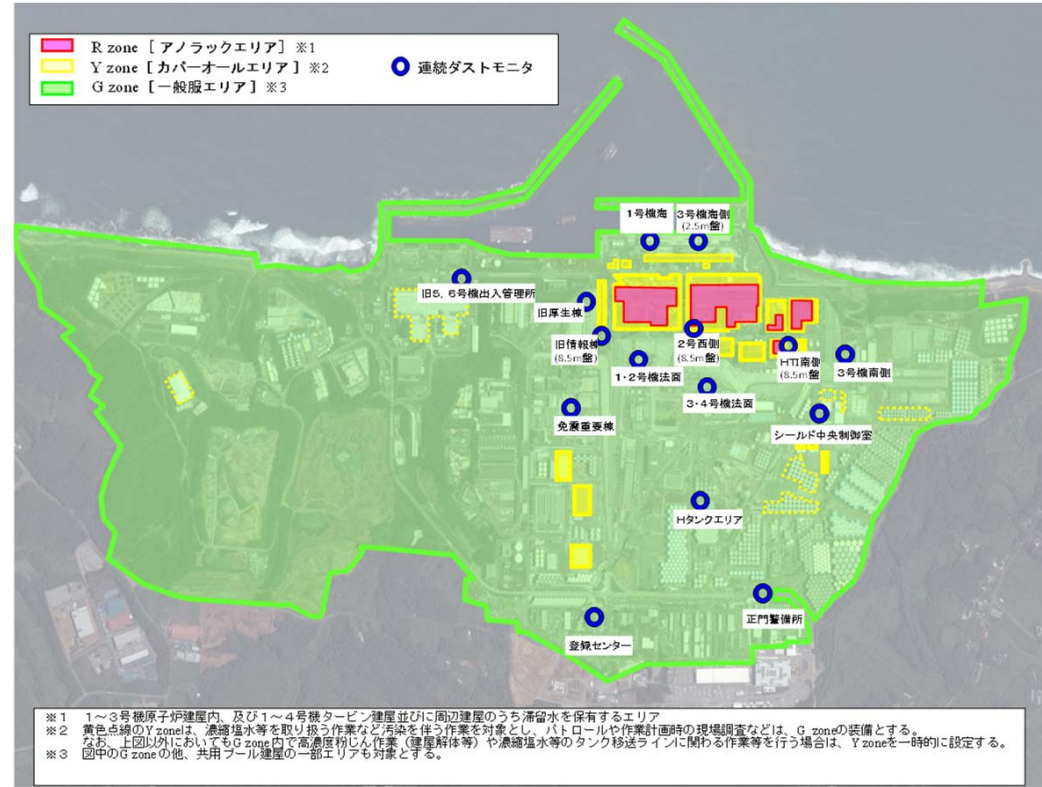 R zone [アノラックエリア] ※1
Y zone [カバーオールエリア] ※2
G zone [一般服エリア] ※3
連続ダストモニタ
1号機海
3号機海側
(2.5m盤)
旧5,6号機出入管理所
旧厚生棟
旧情報棟
(8.5m盤)
2号西側
(8.5m盤)
1・2号機法面
HTI南側
(8.5m盤)
3号機南側
3・4号機法面
免震重要棟
シールド中央制御室
Hタンクエリア
正門警備所
登録センター
※1 1~3号機原子炉建屋内、及び1~4号機タービン建屋並びに周辺建屋のうち滞留水を保有するエリア
※2 黄色点線のY zoneは、濃縮塩水等を取り扱う作業など汚染を伴う作業を対象とし、パトロールや作業計画時の現場調査などは、G zoneの装備とする。
なお、上図以外においてもG zone内で高濃度粉じん作業(建屋解体等)や濃縮塩水等のタンク移送ラインに関わる作業等を行う場合は、Y zoneを一時的に設定する。
※3 図中のG zoneの他、共用プール建屋の一部エリアも対象とする。